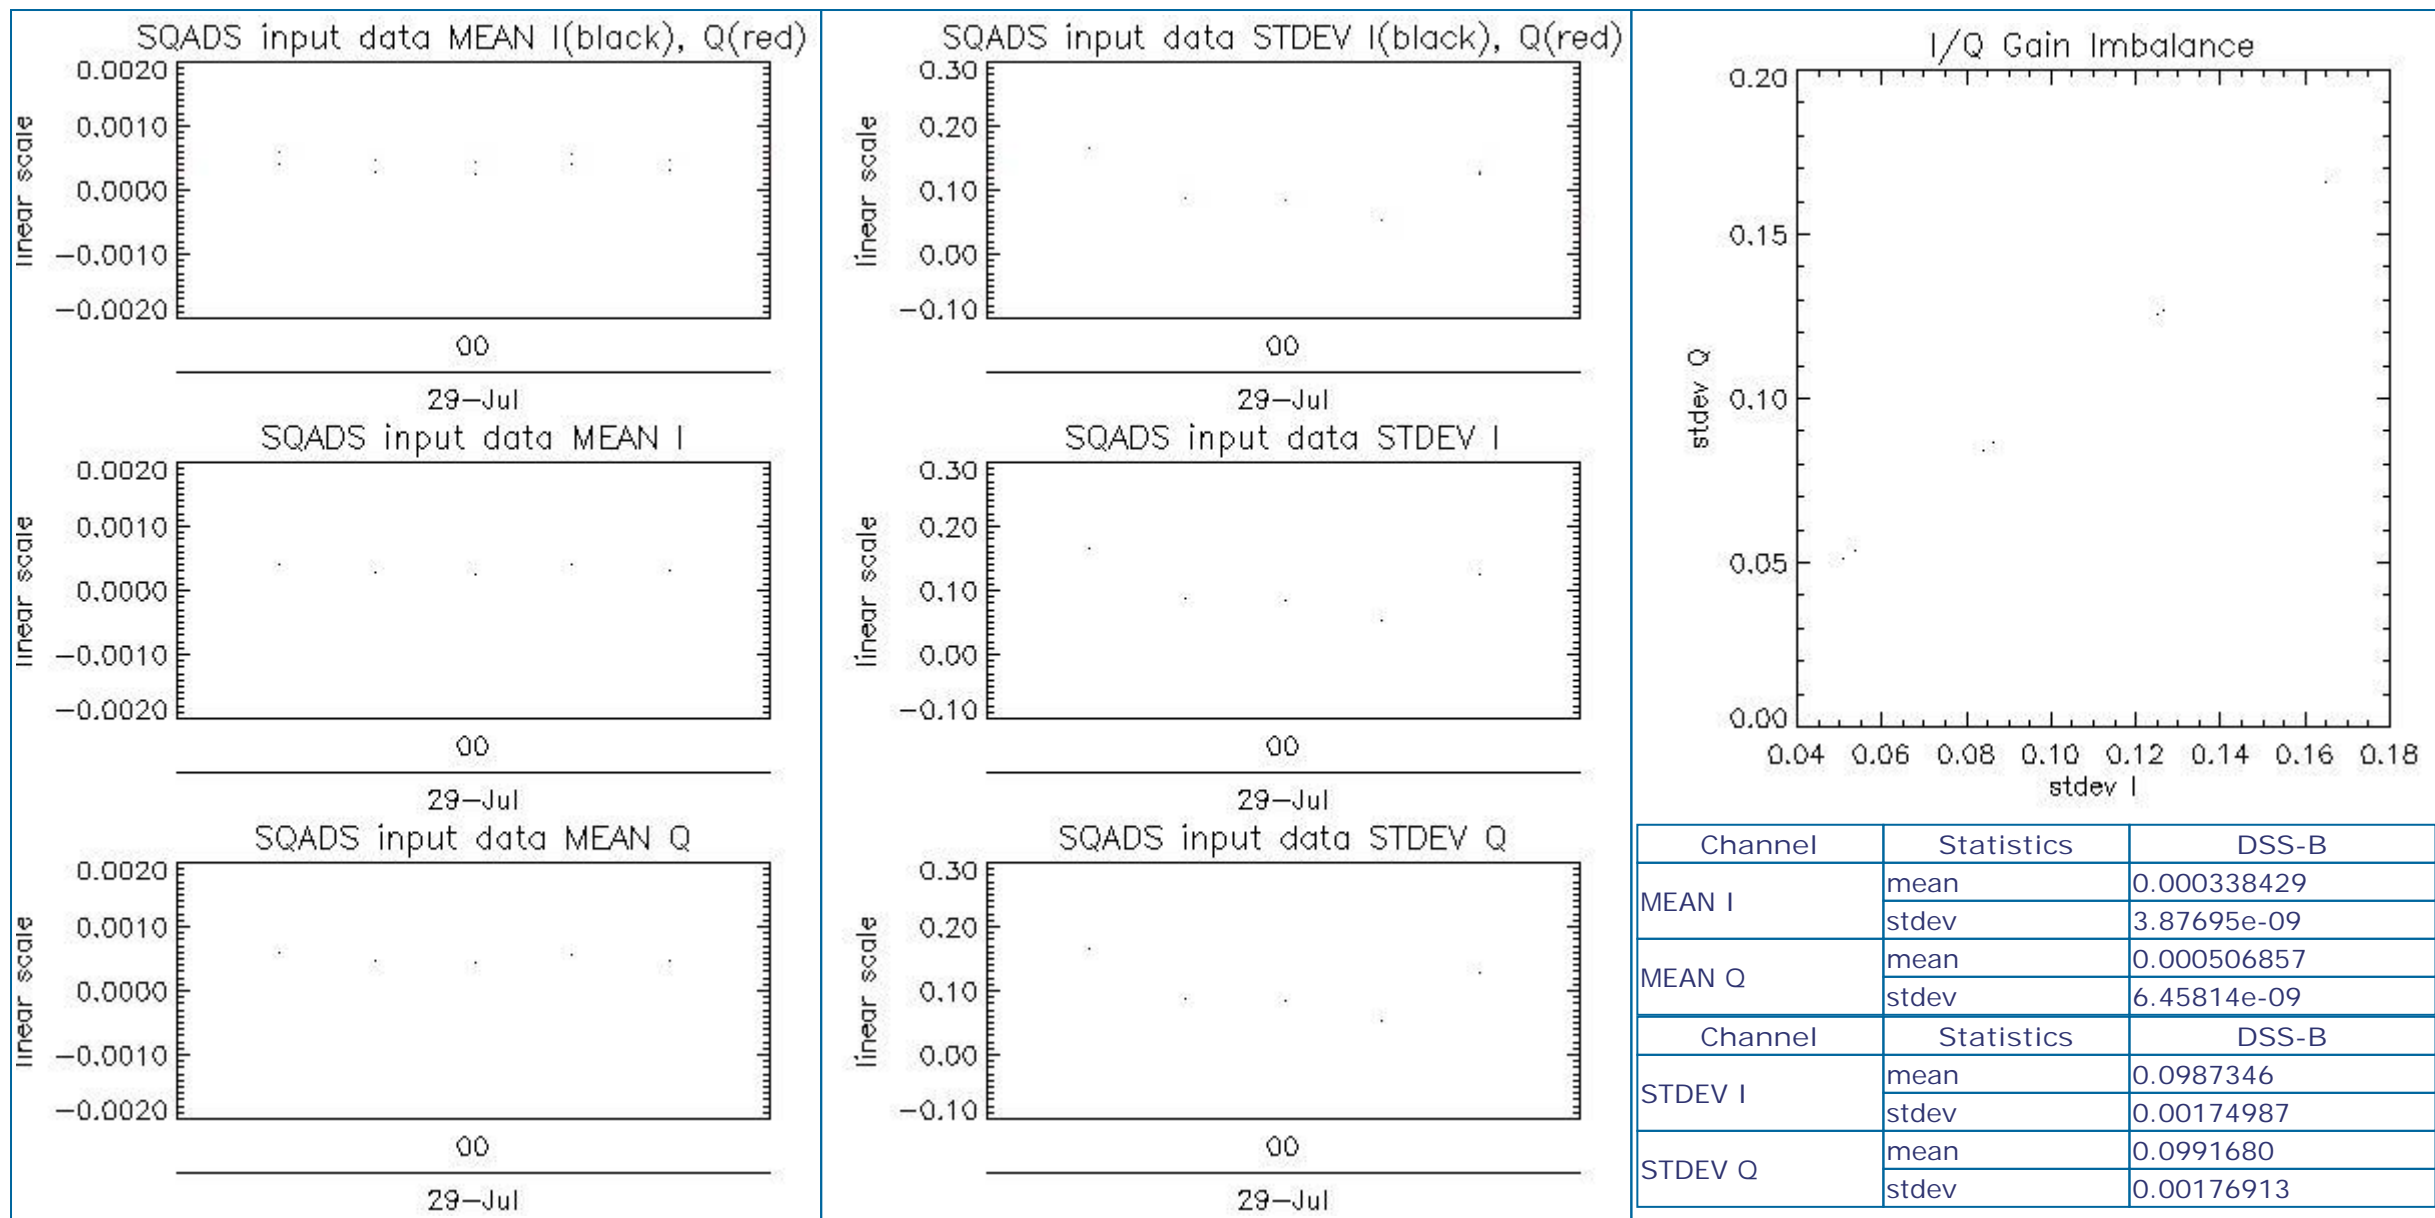 SQADS input data MEAN I(black), Q(red)
linear scale
0.0020
0.0010
0.0000
-0.0010
-0.0020
00
29-Jul
SQADS input data MEAN I
linear scale
0.0020
0.0010
0.0000
-0.0010
-0.0020
00
29-Jul
SQADS input data MEAN Q
linear scale
0.0020
0.0010
0.0000
-0.0010
-0.0020
00
29-Jul
SQADS input data STDEV I(black), Q(red)
linear scale
0.30
0.20
0.10
0.00
-0.10
00
29-Jul
SQADS input data STDEV I
linear scale
0.30
0.20
0.10
0.00
-0.10
00
29-Jul
SQADS input data STDEV Q
linear scale
0.30
0.20
0.10
0.00
-0.10
00
29-Jul
I/Q Gain Imbalance
stdev Q
0.20
0.15
0.10
0.05
0.00
0.04 0.06 0.08 0.10 0.12 0.14 0.16 0.18
stdev I
Channel Statistics DSS-B
MEAN I mean 0.000338429
stdev 3.87695e-09
MEAN Q mean 0.000506857
stdev 6.45814e-09
Channel Statistics DSS-B
STDEV I mean 0.0987346
stdev 0.00174987
STDEV Q mean 0.0991680
stdev 0.00176913